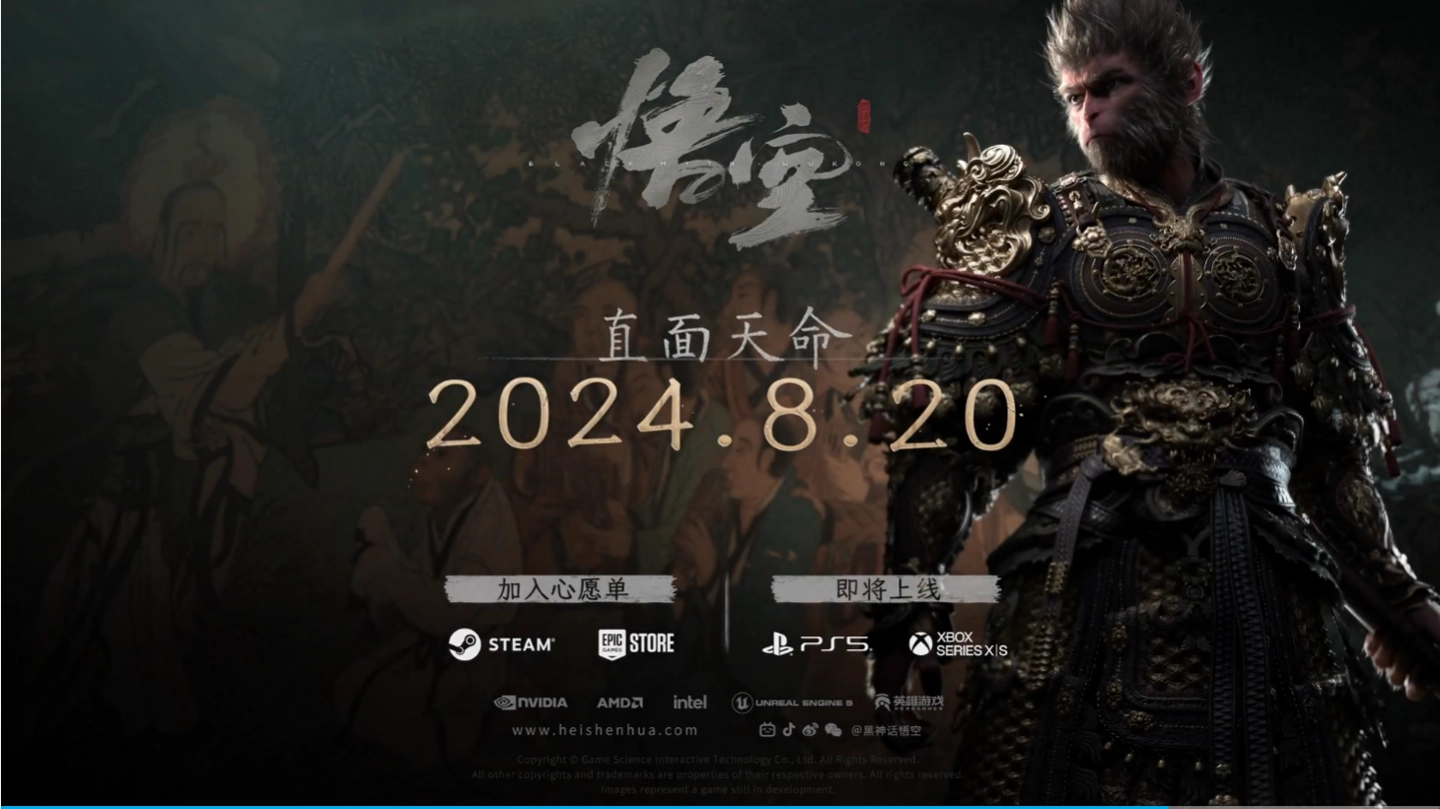 悟空
BLACK MYTH: WUKONG
直面天命
2024.8.20
加入心愿单
即将上线
STEAM®
EPIC GAMES STORE
PS5
XBOX SERIES X|S
NVIDIA
AMD
intel
UNREAL ENGINE 5
英雄游戏
www.heishenhua.com
@黑神话悟空
Copyright © Game Science Interactive Technology Co., Ltd. All Rights Reserved.
All other copyrights and trademarks are properties of their respective owners. All rights reserved.
Images represent a game still in development.